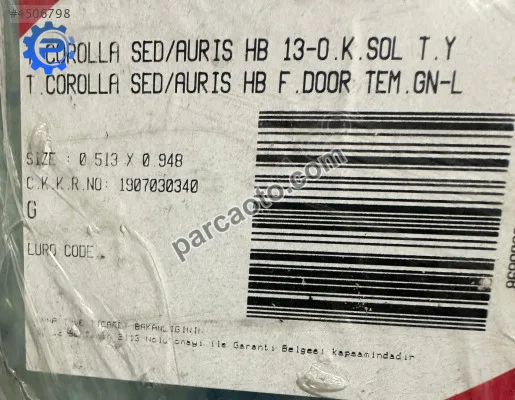 #4506798
T.COROLLA SED/AURIS HB 13-O.K.SOL T.Y
T.COROLLA SED/AURIS HB F.DOOR TEM.GN-L
SIZE : 0.513 X 0.948
C.K.K.R.NO: 1907030340
G
EURO CODE
parcaoto.com
BAKANLIGININ
ile Garanti Belgesi kapsamindadir